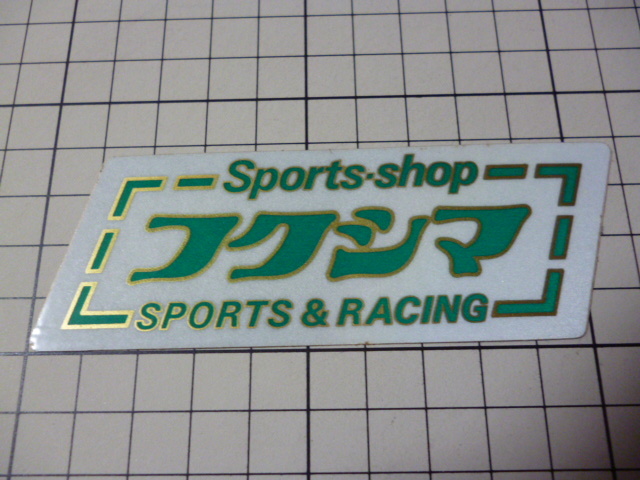 Sports-shop
フクシマ
SPORTS & RACING